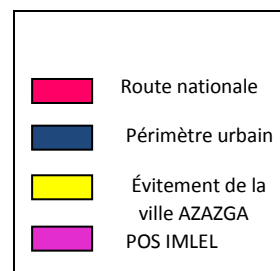 Route nationale
Périmètre urbain
Évitement de la
ville AZAZGA
POS IMLEL